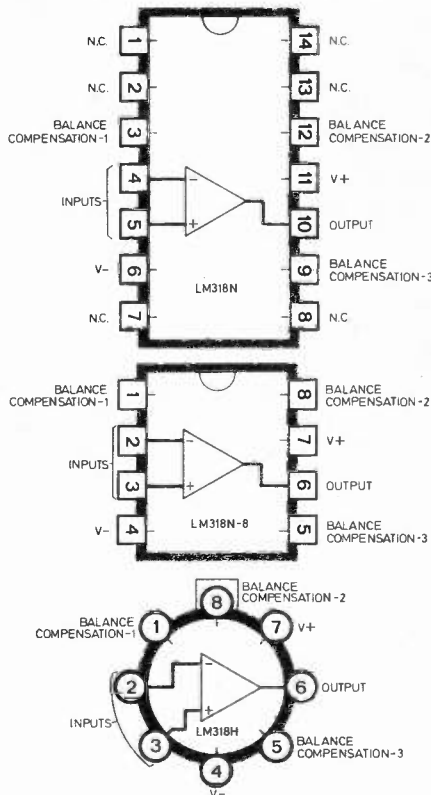 N.C. 1 14 N.C.
N.C. 2 13 N.C.
BALANCE
COMPENSATION-1 3 12 BALANCE
COMPENSATION-2
4 - 11 V+
INPUTS
5 + 10 OUTPUT
V- 6 9 BALANCE
COMPENSATION-3
LM318N
N.C. 7 8 N.C.
BALANCE
COMPENSATION-1 1 8 BALANCE
COMPENSATION-2
2 - 7 V+
INPUTS
3 + 6 OUTPUT
V- 4 LM318N-8 5 BALANCE
COMPENSATION-3
8 BALANCE
COMPENSATION-2
BALANCE
COMPENSATION-1 1 7 V+
2 - 6 OUTPUT
INPUTS
3 + LM318H 5 BALANCE
COMPENSATION-3
4
V-